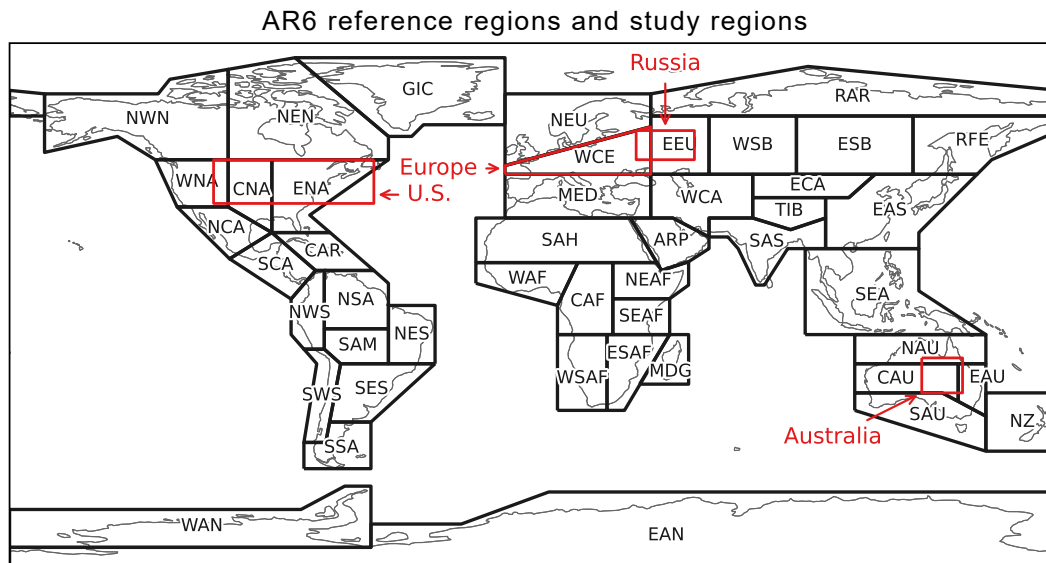 AR6 reference regions and study regions
Russia
GIC
RAR
NWN
NEN
NEU
RFE
WSB
ESB
EEU
WCE
Europe
WNA
CNA
ENA
U.S.
MED
WCA
ECA
TIB
EAS
NCA
CAR
SAH
ARP
SAS
SCA
WAF
NEAF
CAF
SEA
NWS
NSA
SEAF
NES
SAM
ESAF
NAU
MDG
WSAF
CAU
EAU
SWS
SES
SAU
NZ
Australia
SSA
WAN
EAN